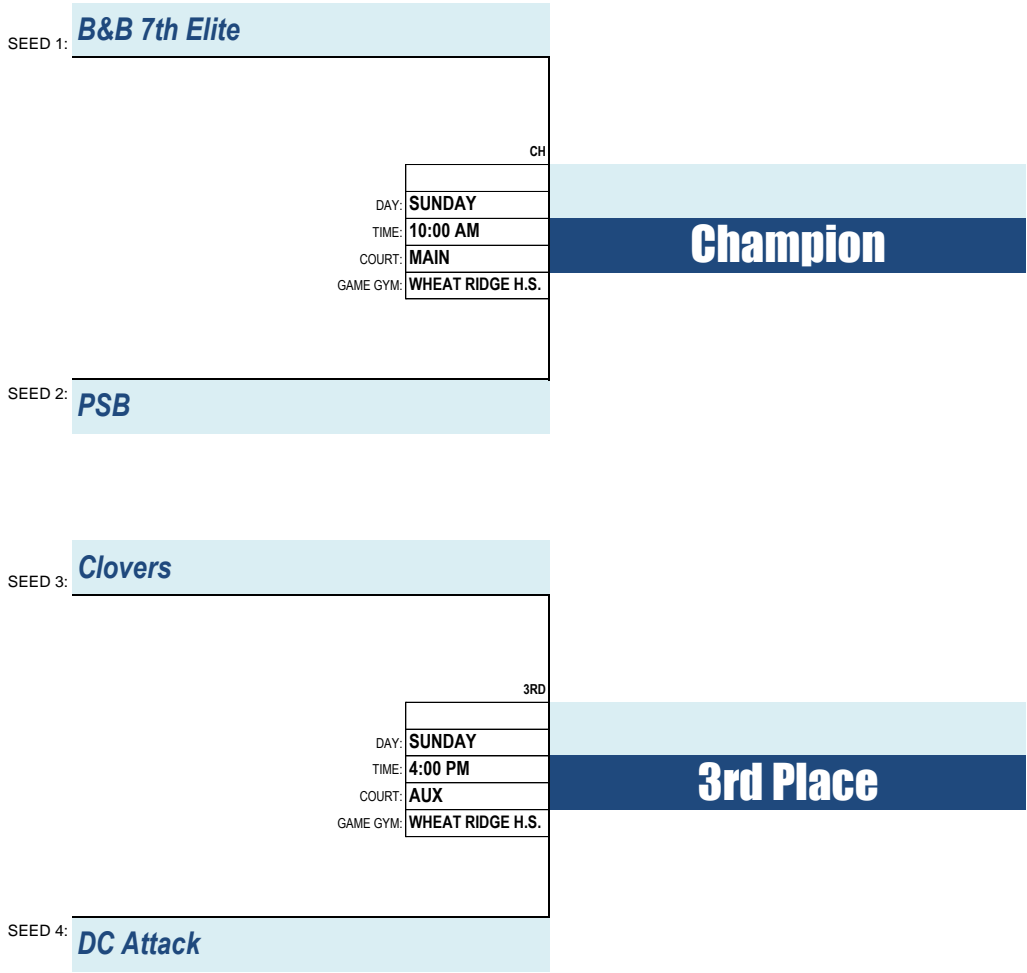 SEED 1: B&B 7th Elite
CH
DAY: SUNDAY
TIME: 10:00 AM
Champion
COURT: MAIN
GAME GYM: WHEAT RIDGE H.S.
SEED 2: PSB
SEED 3: Clovers
3RD
DAY: SUNDAY
TIME: 4:00 PM
3rd Place
COURT: AUX
GAME GYM: WHEAT RIDGE H.S.
SEED 4: DC Attack